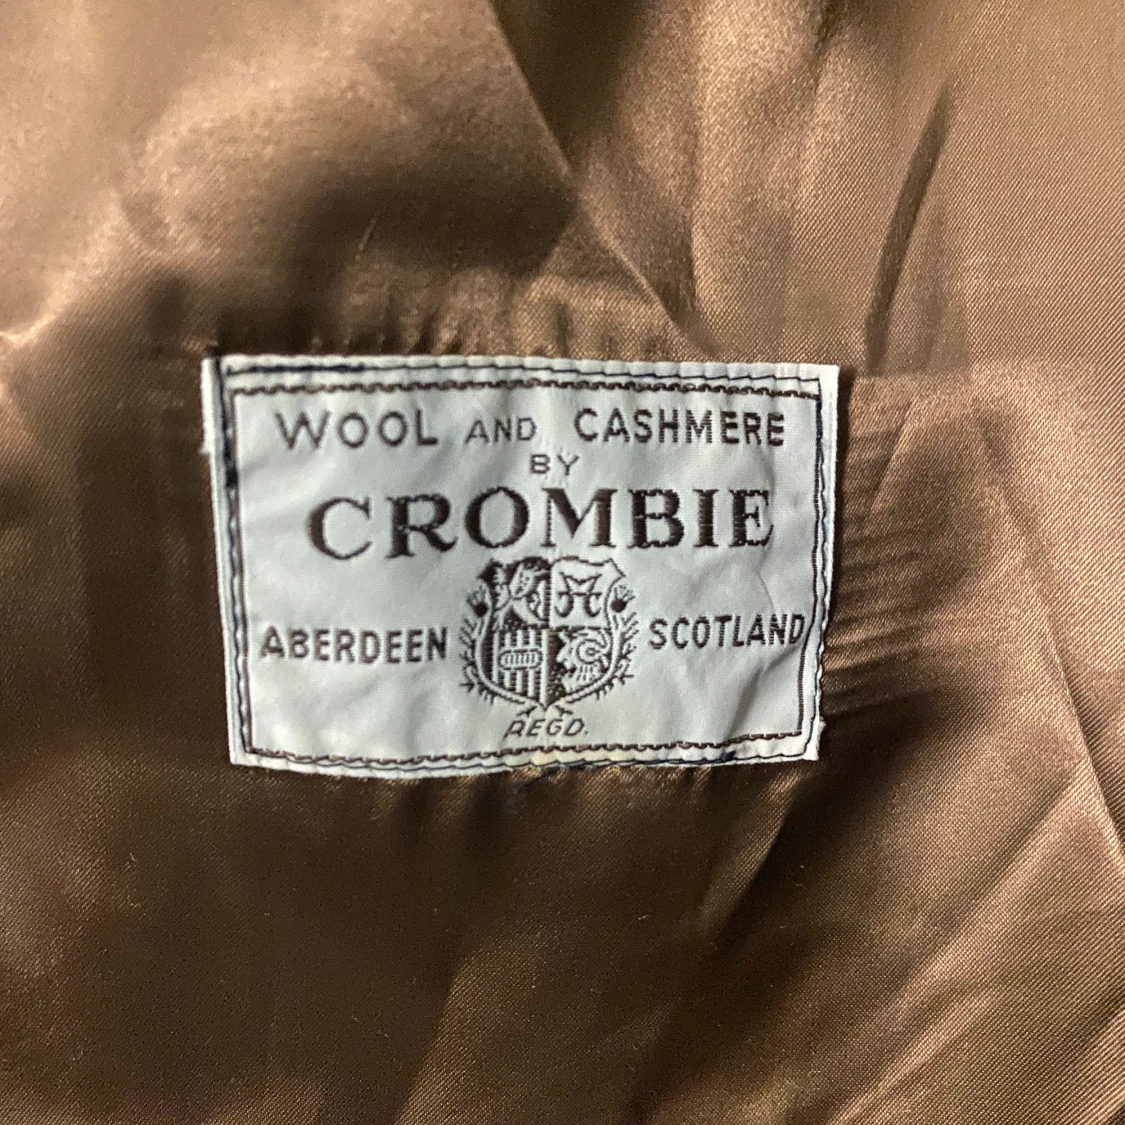 WOOL AND CASHMERE
BY
CROMBIE
ABERDEEN SCOTLAND
REGD.